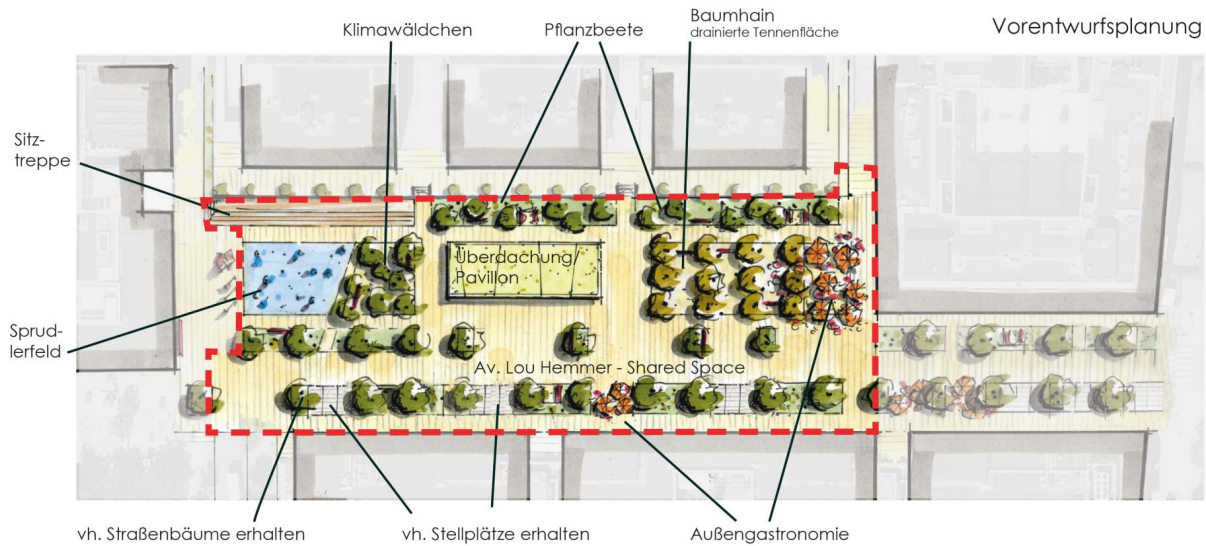 Vorentwurfsplanung
Klimawäldchen
Pflanzbeete
Baumhain
drainierte Tennenfläche
Sitz-
treppe
Überdachung/
Pavillon
Sprud-
lerfeld
Av. Lou Hemmer - Shared Space
vh. Straßenbäume erhalten
vh. Stellplätze erhalten
Außengastronomie